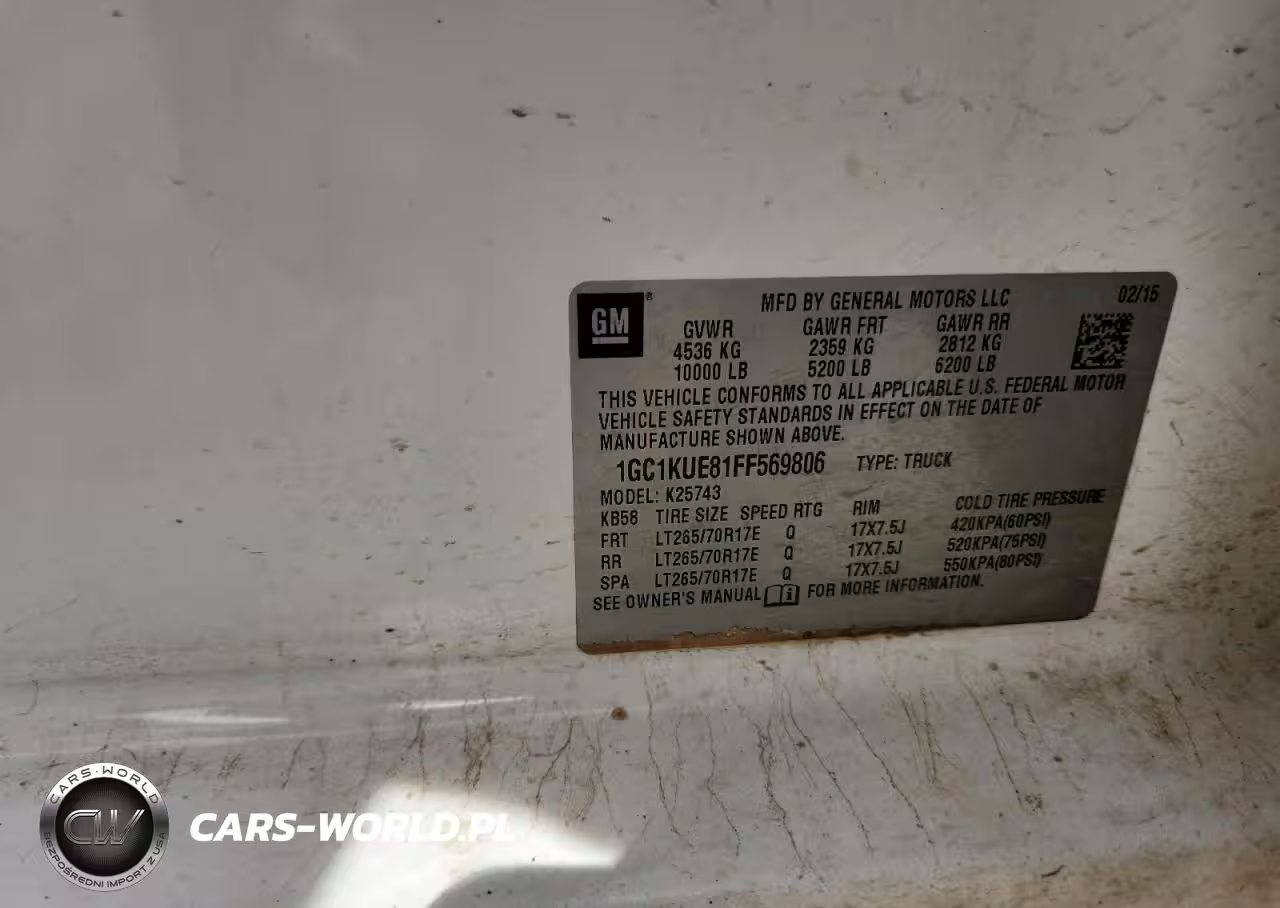 GM
MFD BY GENERAL MOTORS LLC 02/15
GVWR GAWR FRT GAWR RR
4536 KG 2359 KG 2812 KG
10000 LB 5200 LB 6200 LB
THIS VEHICLE CONFORMS TO ALL APPLICABLE U.S. FEDERAL MOTOR
VEHICLE SAFETY STANDARDS IN EFFECT ON THE DATE OF
MANUFACTURE SHOWN ABOVE.
1GC1KUE81FF569806 TYPE: TRUCK
MODEL: K25743
KB58 TIRE SIZE SPEED RTG RIM COLD TIRE PRESSURE
FRT LT265/70R17E Q 17X7.5J 420KPA(60PSI)
RR LT265/70R17E Q 17X7.5J 520KPA(75PSI)
SPA LT265/70R17E Q 17X7.5J 550KPA(80PSI)
SEE OWNER'S MANUAL FOR MORE INFORMATION.
CARS-WORLD
CW
BEZPOŚREDNI IMPORT Z USA
CARS-WORLD.PL